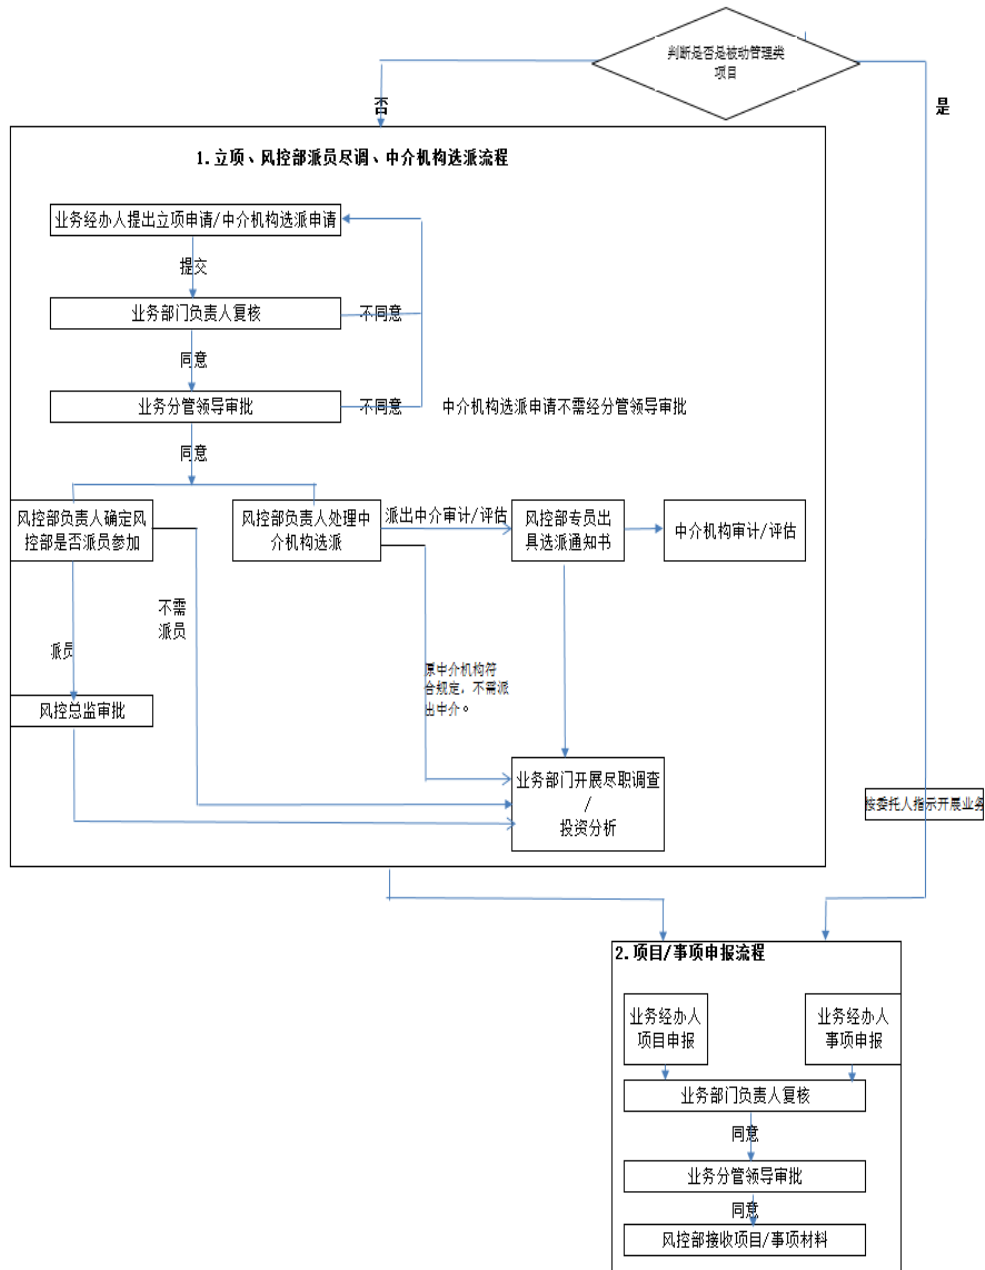 判断是否是被动管理类
项目
否
是
1.立项、风控部派员尽调、中介机构选派流程
业务经办人提出立项申请/中介机构选派申请
提交
业务部门负责人复核
不同意
同意
业务分管领导审批
不同意
中介机构选派申请不需经分管领导审批
同意
风控部负责人确定风
控部是否派员参加
风控部负责人处理中
介机构选派
派出中介审计/评估
风控部专员出
具选派通知书
中介机构审计/评估
不需
派员
派员
原中介机构符
合规定，不需派
出中介。
风控总监审批
业务部门开展尽职调查
/
投资分析
按委托人指示开展业务
2.项目/事项申报流程
业务经办人
项目申报
业务经办人
事项申报
业务部门负责人复核
同意
业务分管领导审批
同意
风控部接收项目/事项材料